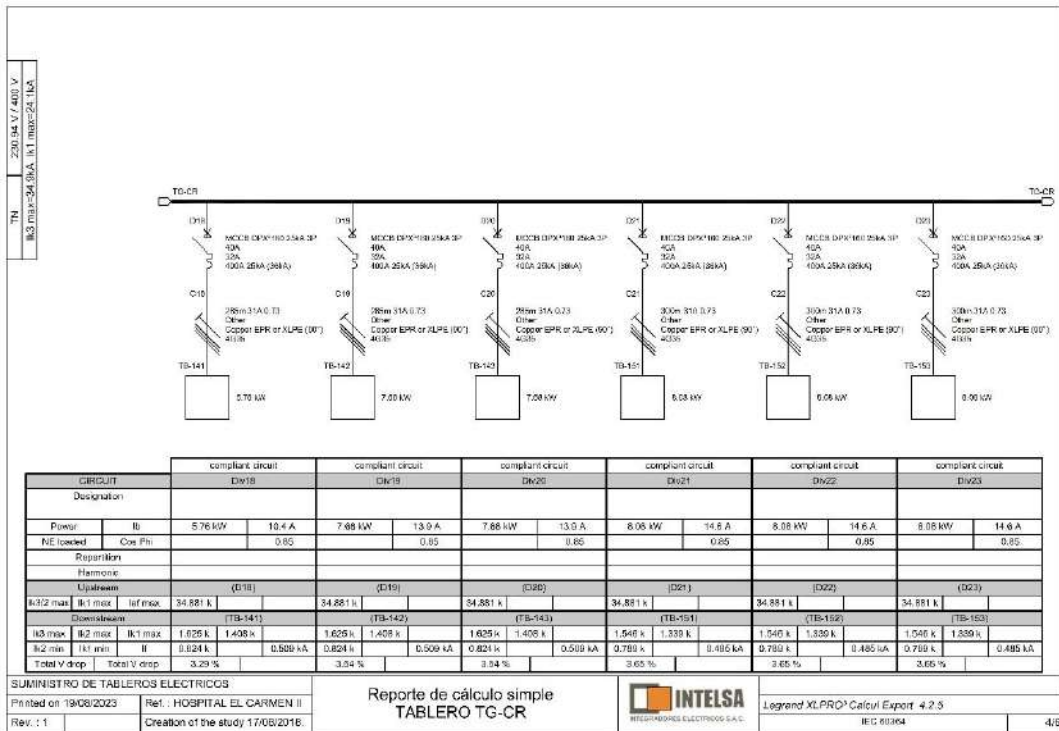 TN 230.94 V / 400 V
Ik3 max=34.9kA Ik1 max=24.1kA
TG-CR TG-CR
D18 D19 D20 D21 D22 D23
MCCB DPX³160 25kA 3P MCCB DPX³160 25kA 3P MCCB DPX³160 25kA 3P MCCB DPX³160 25kA 3P MCCB DPX³160 25kA 3P MCCB DPX³160 25kA 3P
40A 40A 40A 40A 40A 40A
32A 32A 32A 32A 32A 32A
400A 25kA (36kA) 400A 25kA (36kA) 400A 25kA (36kA) 400A 25kA (36kA) 400A 25kA (36kA) 400A 25kA (36kA)
C18 C19 C20 C21 C22 C23
285m 31A 0.73 285m 31A 0.73 285m 31A 0.73 300m 31A 0.73 300m 31A 0.73 300m 31A 0.73
Other Other Other Other Other Other
Copper EPR or XLPE (90°) Copper EPR or XLPE (90°) Copper EPR or XLPE (90°) Copper EPR or XLPE (90°) Copper EPR or XLPE (90°) Copper EPR or XLPE (90°)
4G35 4G35 4G35 4G35 4G35 4G35
TB-141 TB-142 TB-143 TB-151 TB-152 TB-153
5.76 kW 7.68 kW 7.68 kW 8.08 kW 8.08 kW 8.08 kW
compliant circuit compliant circuit compliant circuit compliant circuit compliant circuit compliant circuit
CIRCUIT Div18 Div19 Div20 Div21 Div22 Div23
Designation
Power Ib 5.76 kW 10.4 A 7.68 kW 13.9 A 7.68 kW 13.9 A 8.08 kW 14.6 A 8.08 kW 14.6 A 8.08 kW 14.6 A
NE loaded Cos Phi 0.85 0.85 0.85 0.85 0.85 0.85
Repartition
Harmonic
Upstream (D18) (D19) (D20) (D21) (D22) (D23)
Ik3/2 max Ik1 max Ief max 34.881 k 34.881 k 34.881 k 34.881 k 34.881 k 34.881 k
Downstream (TB-141) (TB-142) (TB-143) (TB-151) (TB-152) (TB-153)
Ik3 max Ik2 max Ik1 max 1.625 k 1.408 k 1.625 k 1.408 k 1.625 k 1.408 k 1.546 k 1.339 k 1.546 k 1.339 k 1.546 k 1.339 k
Ik2 min Ik1 min If 0.824 k 0.509 kA 0.824 k 0.509 kA 0.824 k 0.509 kA 0.789 k 0.485 kA 0.789 k 0.485 kA 0.789 k 0.485 kA
Total V drop Total V drop 3.29 % 3.54 % 3.54 % 3.65 % 3.65 % 3.65 %
SUMINISTRO DE TABLEROS ELECTRICOS
Printed on 19/08/2023 Ref. : HOSPITAL EL CARMEN II
Rev. : 1 Creation of the study 17/08/2018.
Reporte de cálculo simple
TABLERO TG-CR
INTELSA
INTEGRADORES ELECTRICOS S.A.C.
Legrand XLPRO³ Calcul Export 4.2.5
IEC 60364 4/6